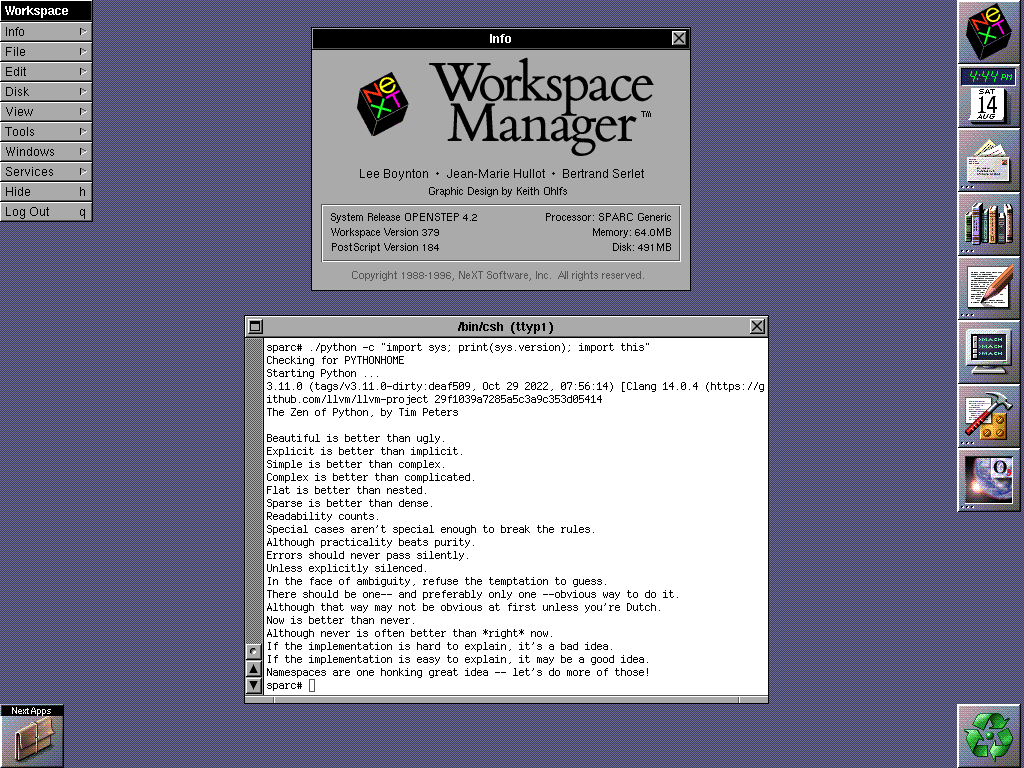 Workspace
Info
File
Edit
Disk
View
Tools
Windows
Services
Hide h
Log Out q
Info
NeXT
Workspace
Manager™
Lee Boynton • Jean-Marie Hullot • Bertrand Serlet
Graphic Design by Keith Ohlfs
System Release OPENSTEP 4.2 Processor: SPARC Generic
Workspace Version 379 Memory: 64.0MB
PostScript Version 184 Disk: 491MB
Copyright 1988-1996, NeXT Software, Inc. All rights reserved.
/bin/csh (ttyp1)
sparc# ./python -c "import sys; print(sys.version); import this"
Checking for PYTHONHOME
Starting Python ...
3.11.0 (tags/v3.11.0-dirty:deaf509, Oct 29 2022, 07:56:14) [Clang 14.0.4 (https://g
ithub.com/llvm/llvm-project 29f1039a7285a5c3a9c353d05414
The Zen of Python, by Tim Peters
Beautiful is better than ugly.
Explicit is better than implicit.
Simple is better than complex.
Complex is better than complicated.
Flat is better than nested.
Sparse is better than dense.
Readability counts.
Special cases aren't special enough to break the rules.
Although practicality beats purity.
Errors should never pass silently.
Unless explicitly silenced.
In the face of ambiguity, refuse the temptation to guess.
There should be one-- and preferably only one --obvious way to do it.
Although that way may not be obvious at first unless you're Dutch.
Now is better than never.
Although never is often better than *right* now.
If the implementation is hard to explain, it's a bad idea.
If the implementation is easy to explain, it may be a good idea.
Namespaces are one honking great idea -- let's do more of those!
sparc#
NeXT
4:44 PM
SAT
14
AUG
MACH
MACH
MACH
O
Next Apps